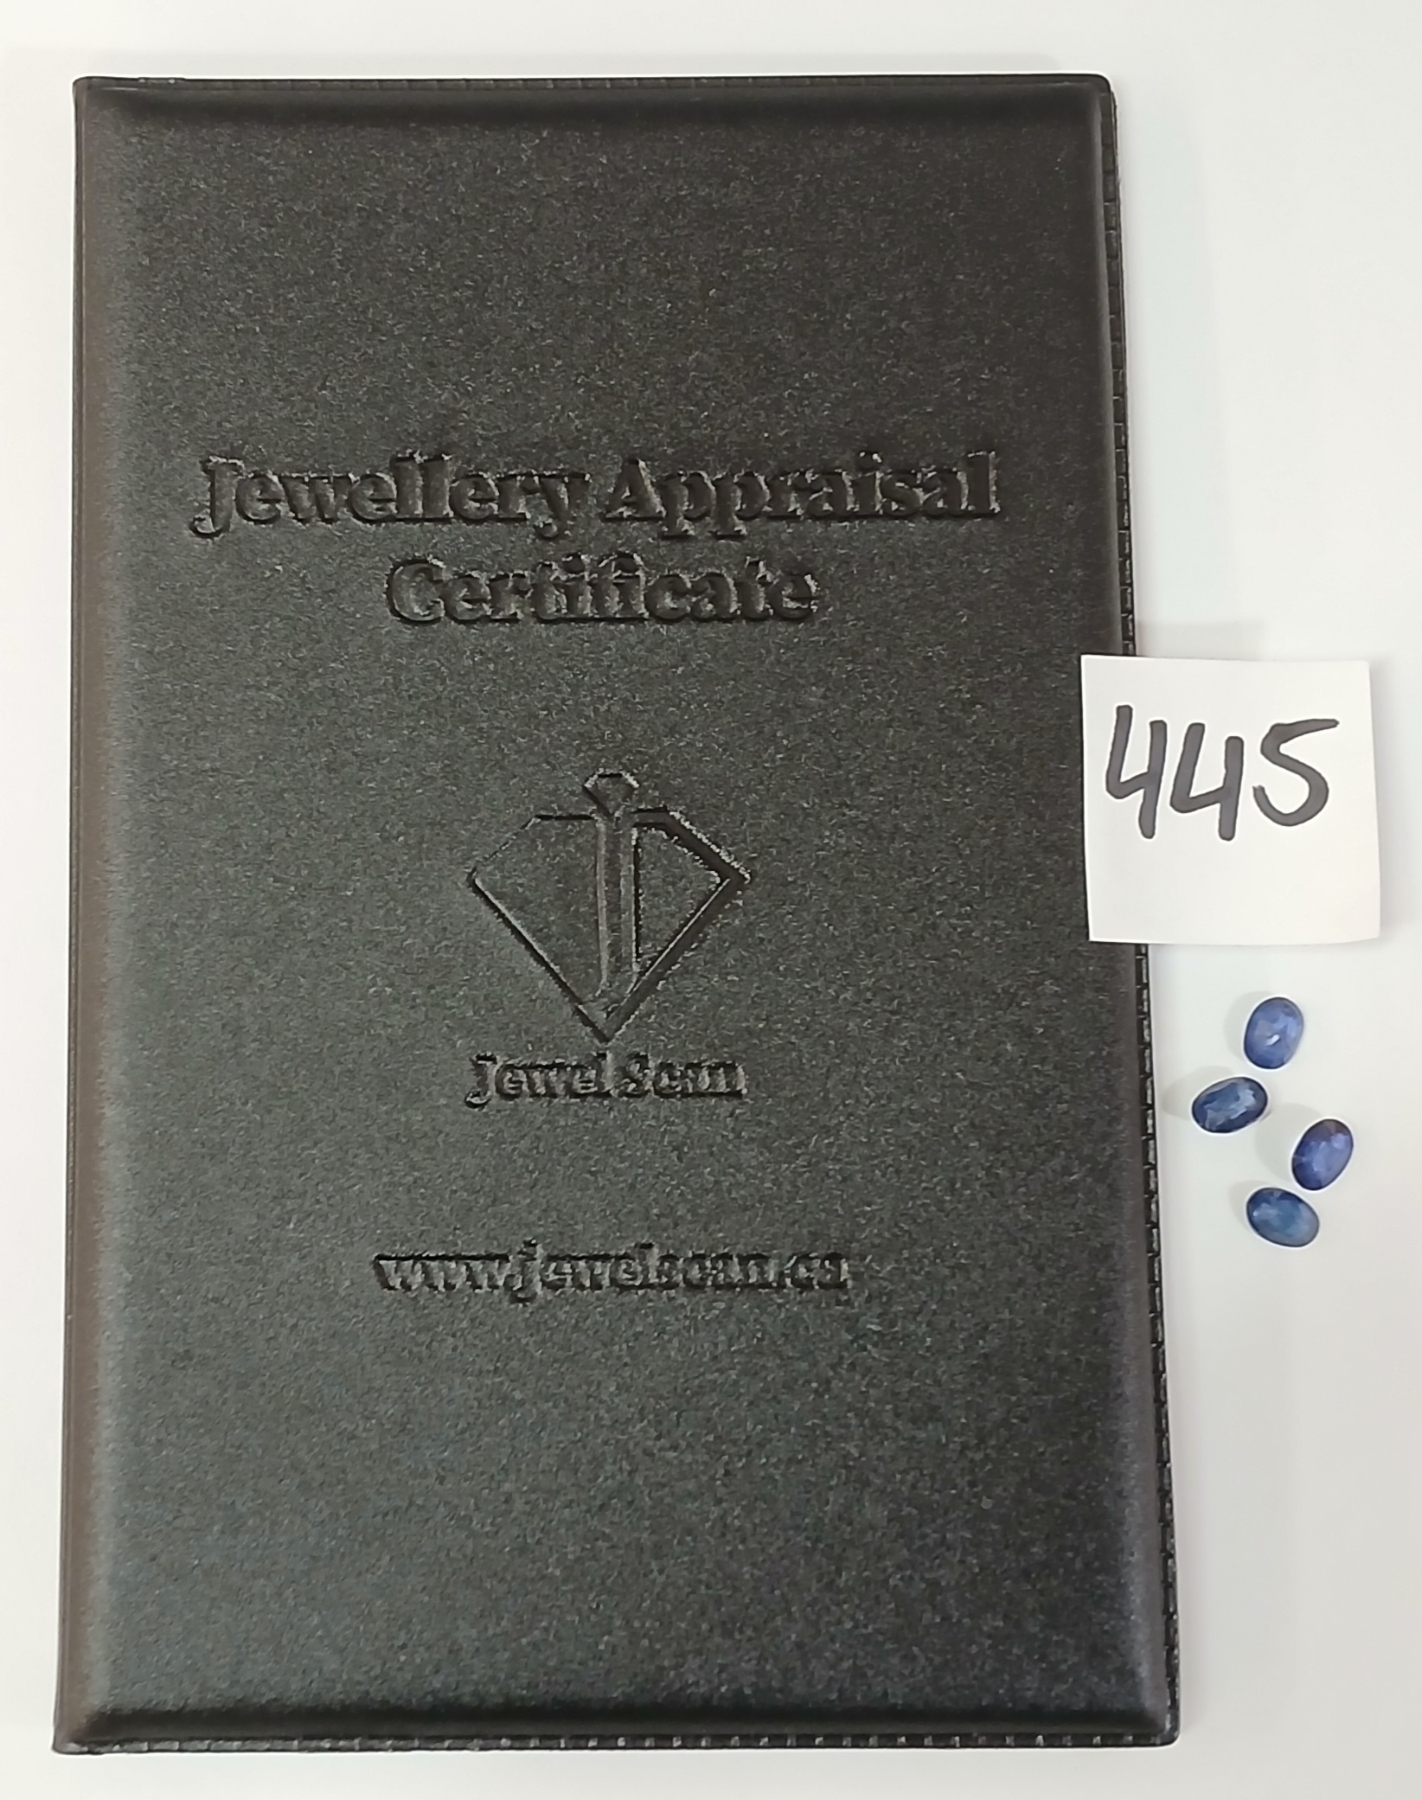 Jewellery Appraisal
Certificate
445
Jewel Scan
www.jewelscan.ca